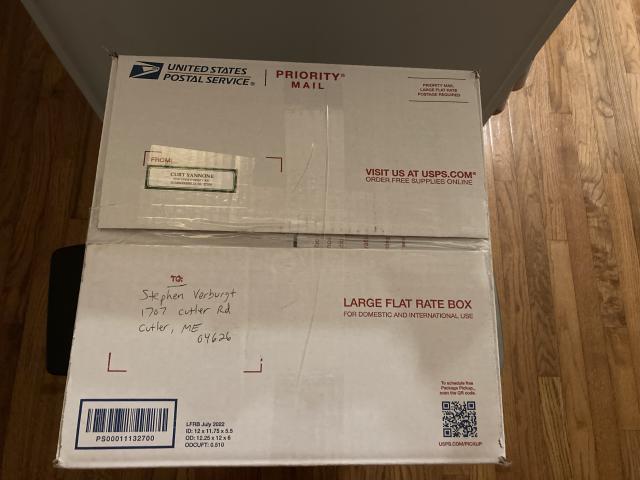 UNITED STATES
POSTAL SERVICE®
PRIORITY®
MAIL
PRIORITY MAIL
LARGE FLAT RATE
POSTAGE REQUIRED
FROM:
VISIT US AT USPS.COM®
ORDER FREE SUPPLIES ONLINE
TO:
Stephen Verburgt
1707 Cutler Rd
Cutler, ME
04626
LARGE FLAT RATE BOX
FOR DOMESTIC AND INTERNATIONAL USE
To schedule free
Package Pickup,
scan the QR code.
PS00011132700
LFRB July 2022
ID: 12 x 11.75 x 5.5
OD: 12.25 x 12 x 6
ODCUFT: 0.510
USPS.COM/PICKUP